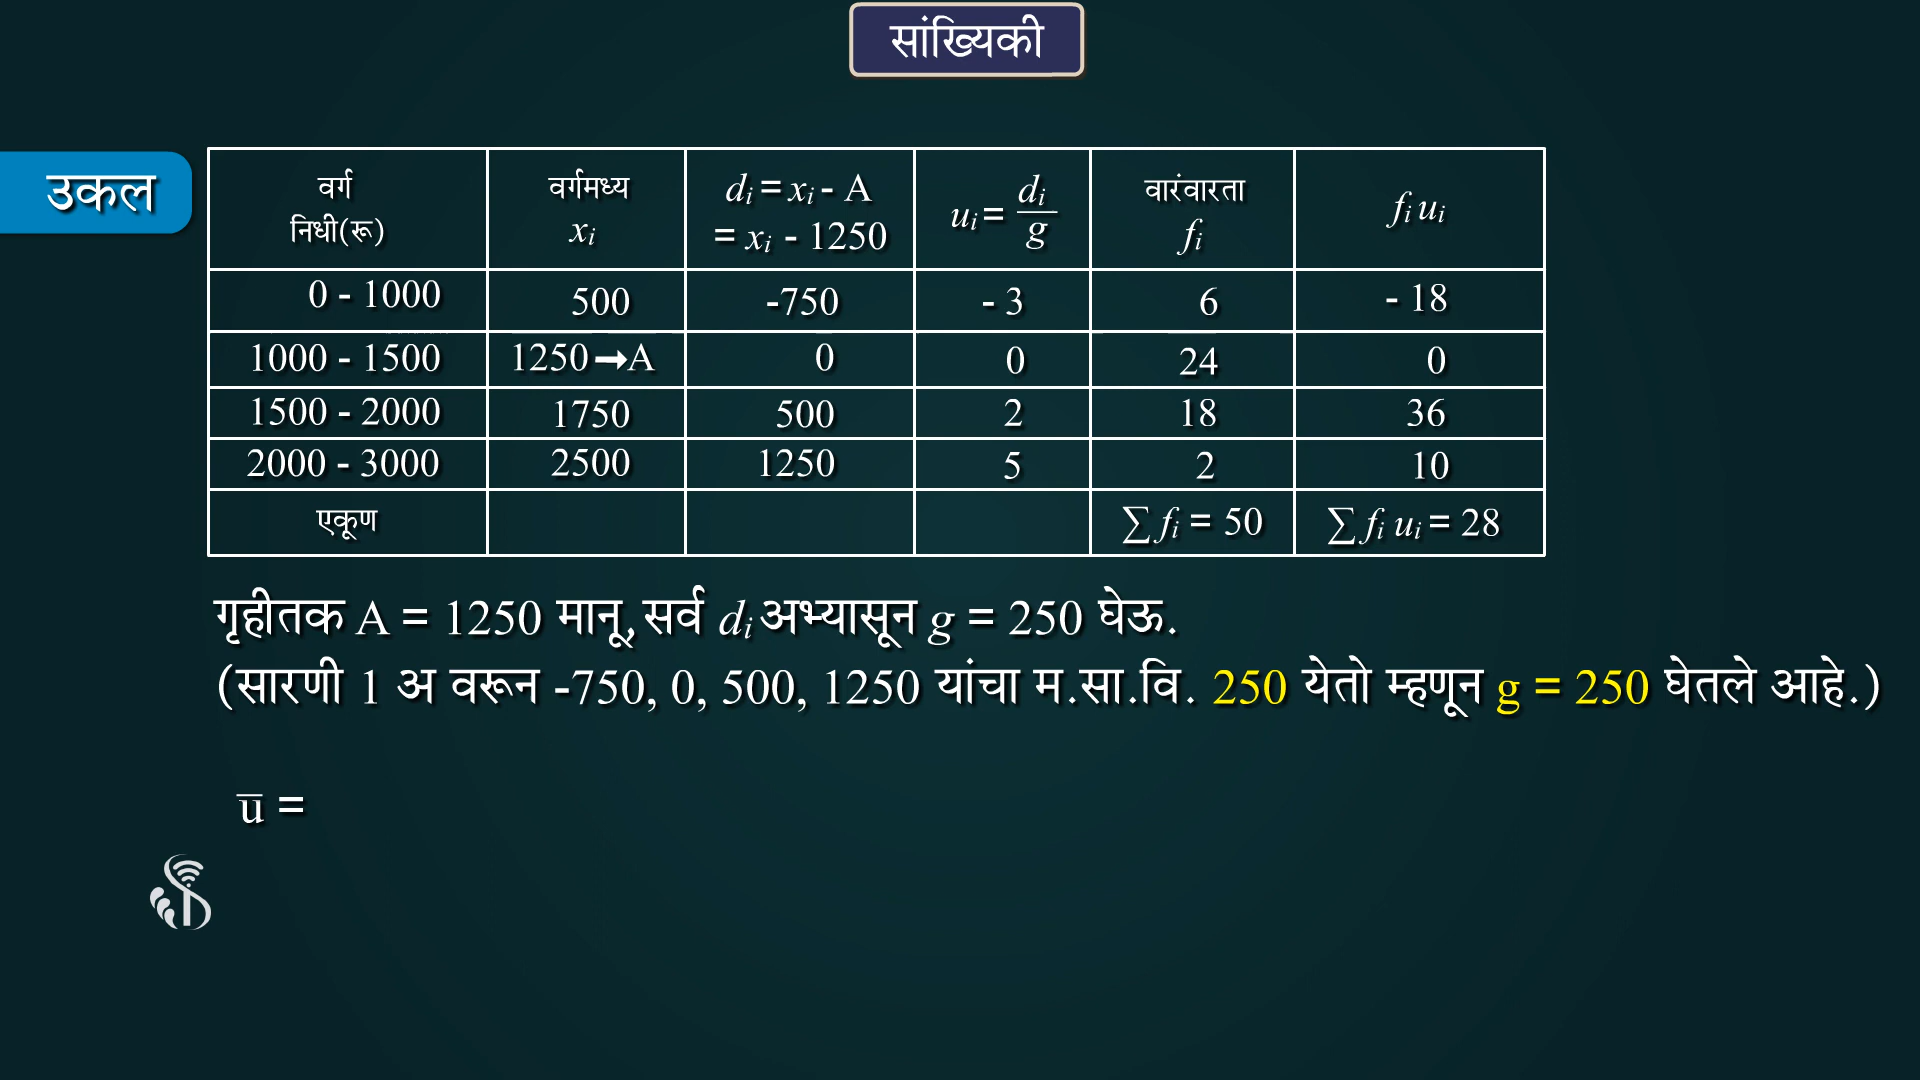 सांख्यिकी
उकल
वर्ग निधी(रू) | वर्गमध्य xᵢ | dᵢ = xᵢ - A = xᵢ - 1250 | uᵢ = dᵢ/g | वारंवारता fᵢ | fᵢ uᵢ
0 - 1000 | 500 | -750 | - 3 | 6 | - 18
1000 - 1500 | 1250 ➞ A | 0 | 0 | 24 | 0
1500 - 2000 | 1750 | 500 | 2 | 18 | 36
2000 - 3000 | 2500 | 1250 | 5 | 2 | 10
एकूण | | | | ∑ fᵢ = 50 | ∑ fᵢ uᵢ = 28
गृहीतक A = 1250 मानू, सर्व dᵢ अभ्यासून g = 250 घेऊ.
(सारणी 1 अ वरून -750, 0, 500, 1250 यांचा म.सा.वि. 250 येतो म्हणून g = 250 घेतले आहे.)
u̅ =